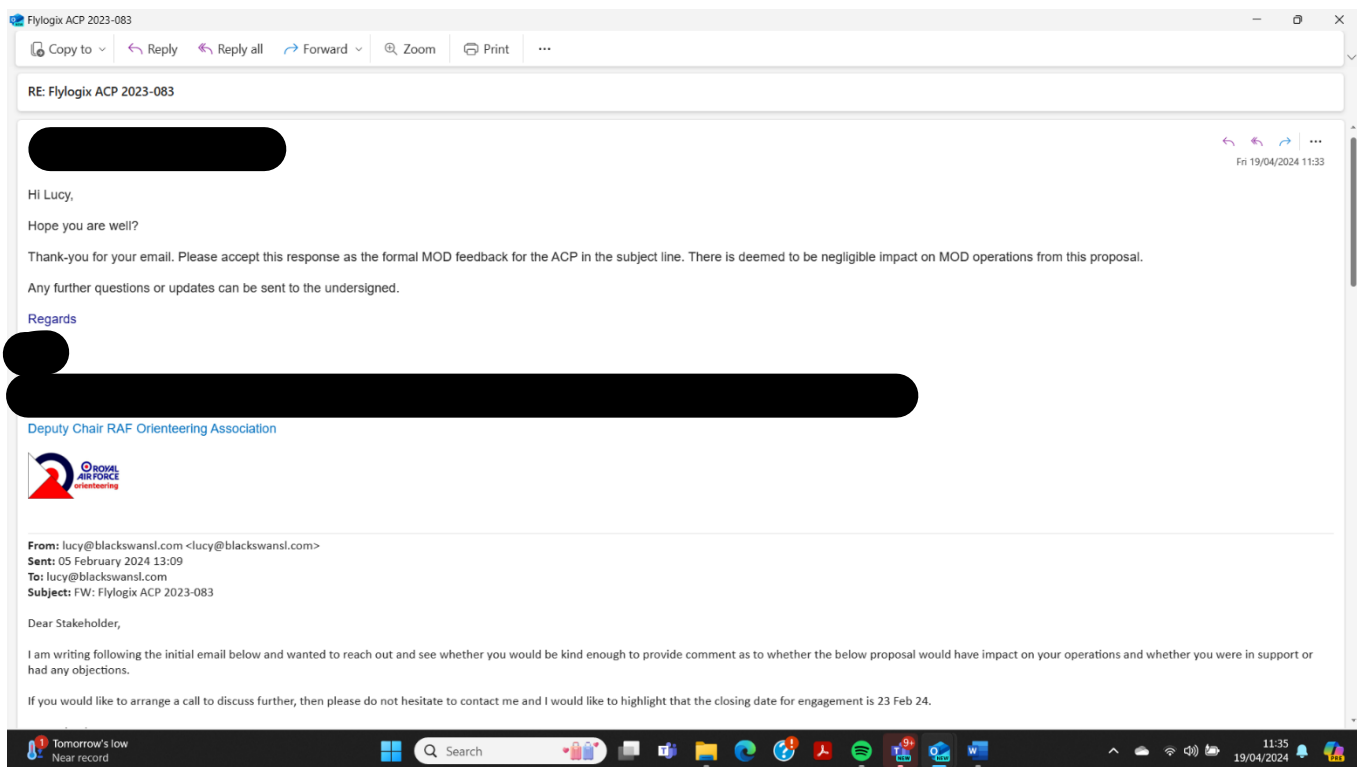 Flylogix ACP 2023-083
Copy to Reply Reply all Forward Zoom Print ...
RE: Flylogix ACP 2023-083
Fri 19/04/2024 11:33
Hi Lucy,
Hope you are well?
Thank-you for your email. Please accept this response as the formal MOD feedback for the ACP in the subject line. There is deemed to be negligible impact on MOD operations from this proposal.
Any further questions or updates can be sent to the undersigned.
Regards
Deputy Chair RAF Orienteering Association
ROYAL
AIR FORCE
orienteering
From: lucy@blackswansl.com <lucy@blackswansl.com>
Sent: 05 February 2024 13:09
To: lucy@blackswansl.com
Subject: FW: Flylogix ACP 2023-083
Dear Stakeholder,
I am writing following the initial email below and wanted to reach out and see whether you would be kind enough to provide comment as to whether the below proposal would have impact on your operations and whether you were in support or
had any objections.
If you would like to arrange a call to discuss further, then please do not hesitate to contact me and I would like to highlight that the closing date for engagement is 23 Feb 24.
1
Tomorrow's low
Near record
Search
9+
NEW
NEW
11:35
19/04/2024
PRE